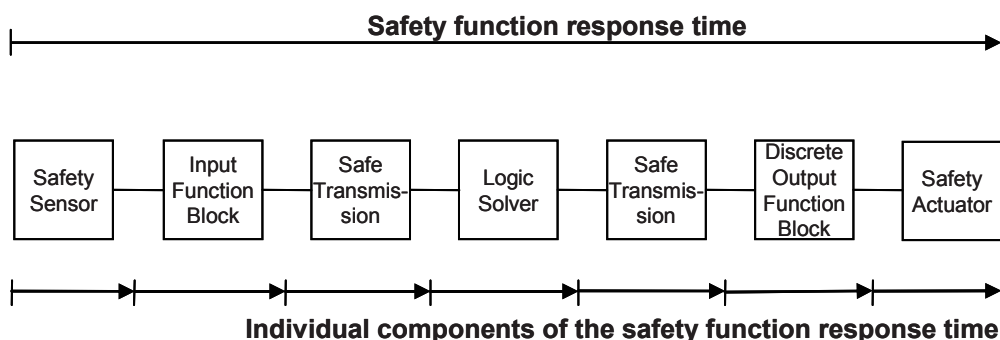 Safety function response time
Safety
Sensor
Input
Function
Block
Safe
Transmis-
sion
Logic
Solver
Safe
Transmis-
sion
Discrete
Output
Function
Block
Safety
Actuator
Individual components of the safety function response time